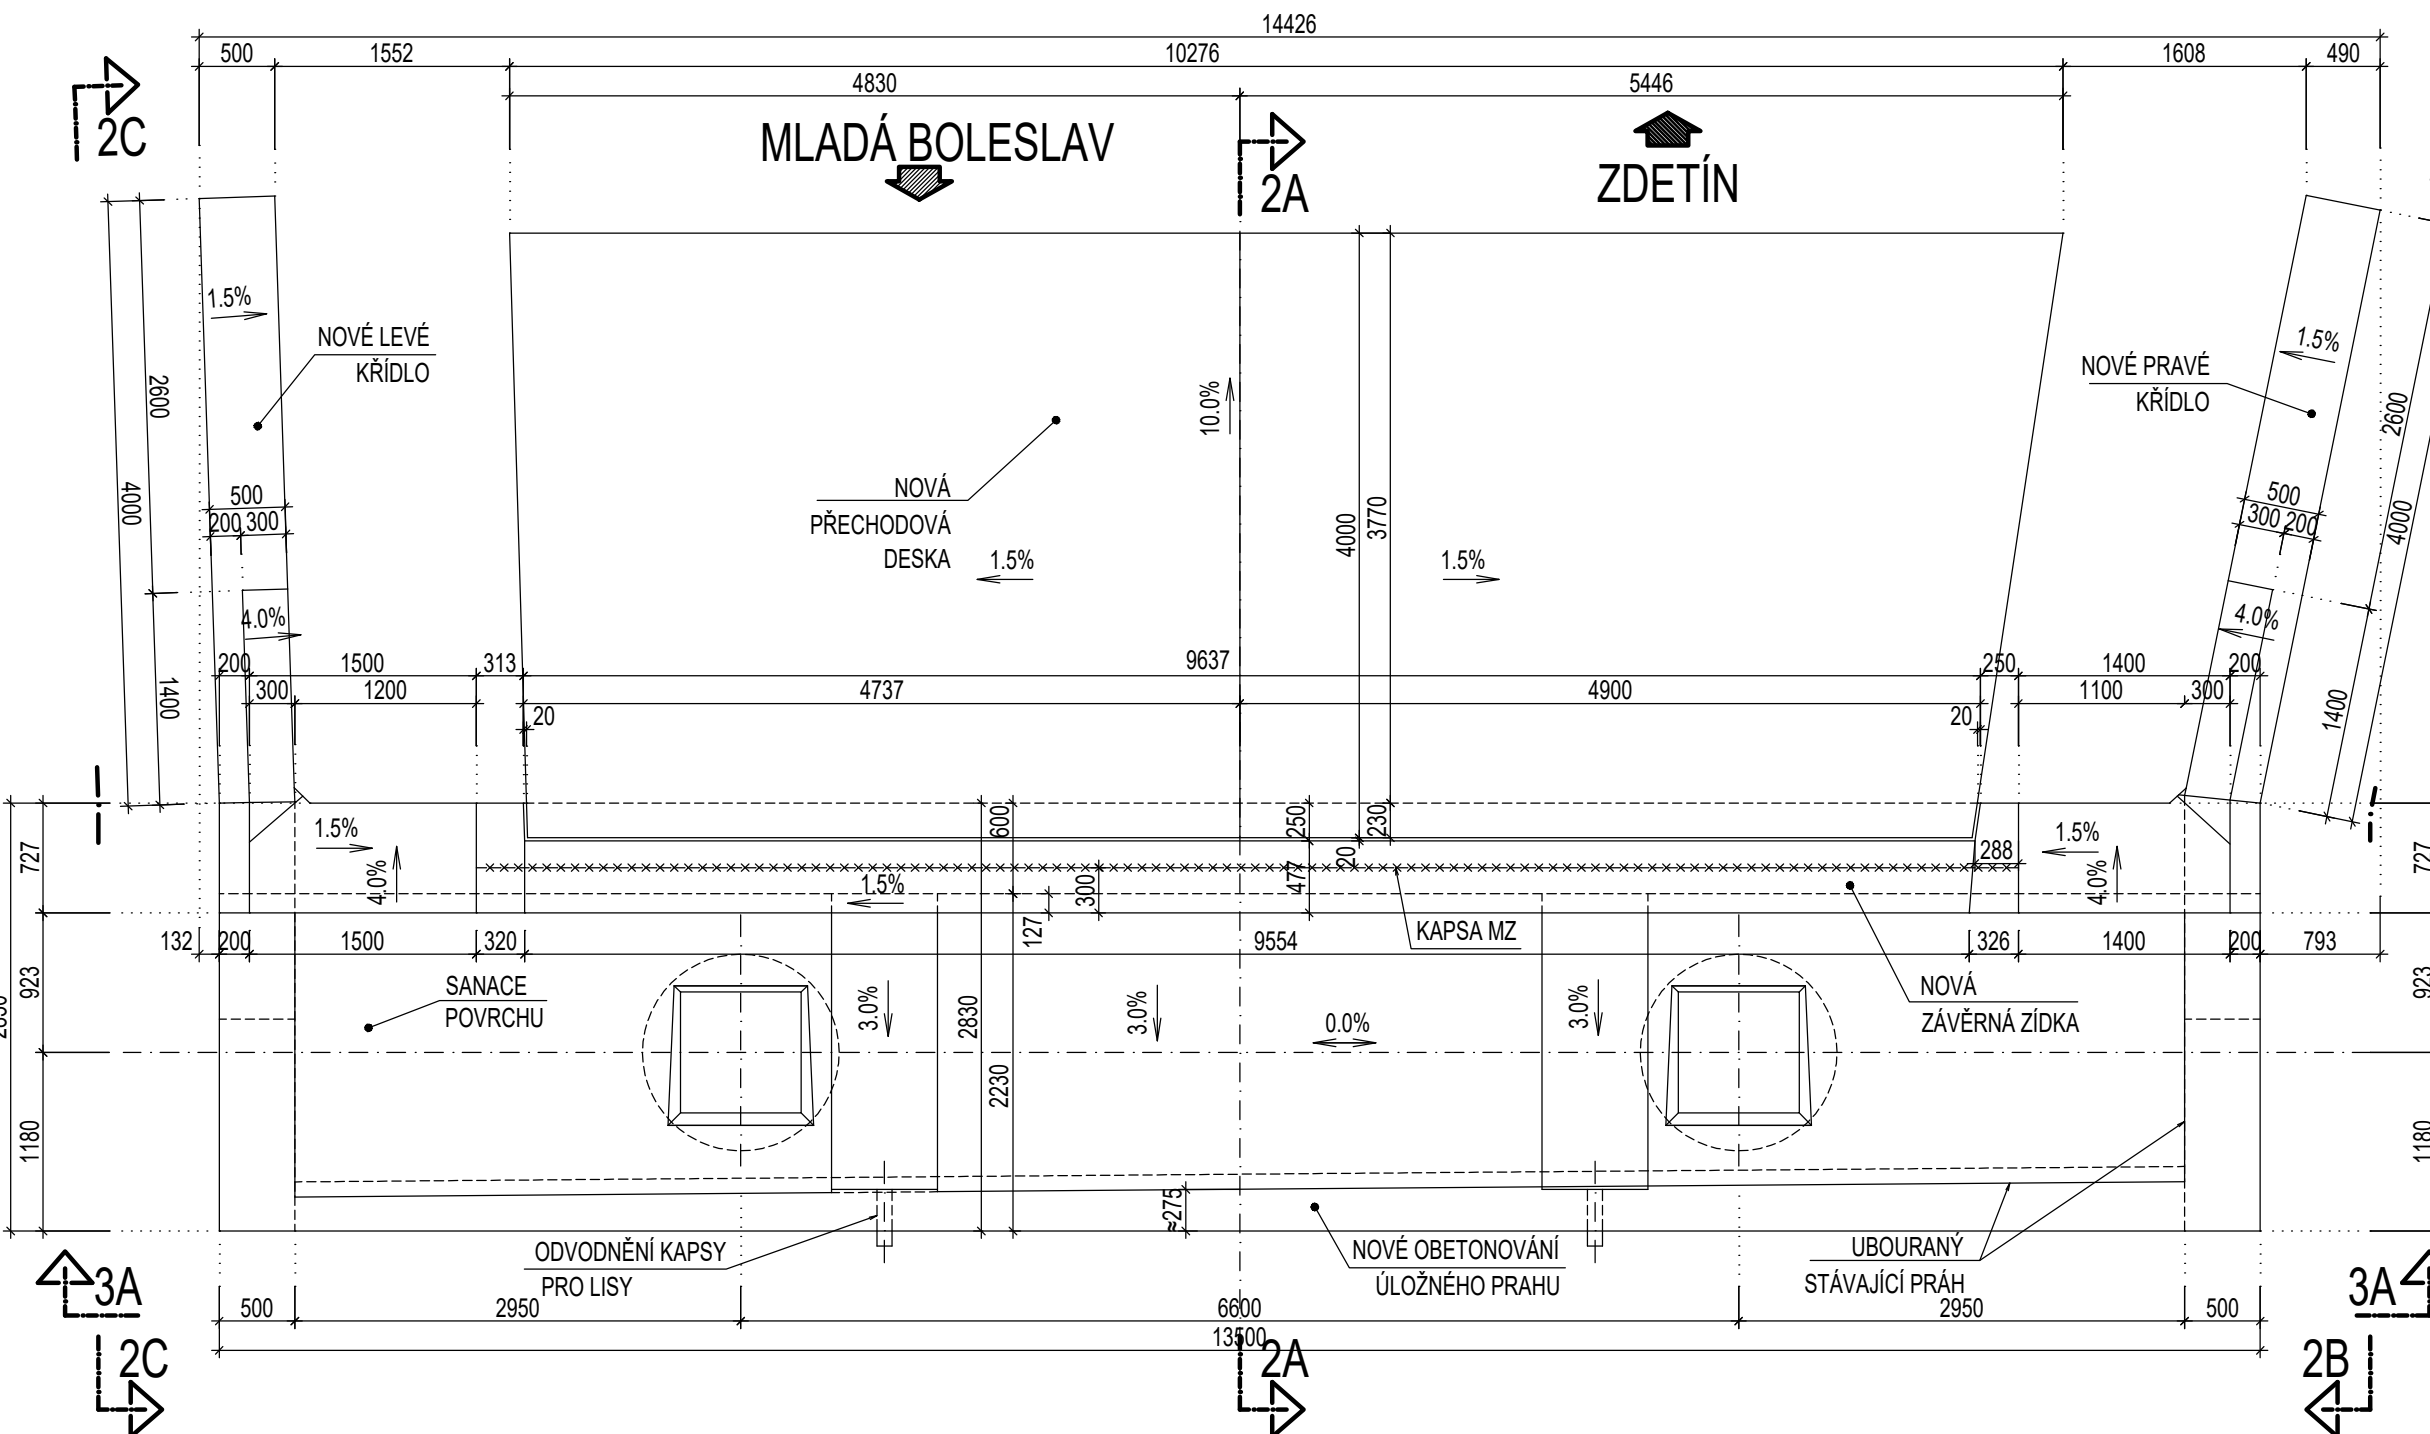 14426
500 1552 10276 1608 490
4830 5446
2C
MLADÁ BOLESLAV
2A
ZDETÍN
1.5%
NOVÉ LEVÉ
KŘÍDLO
1.5%
NOVÉ PRAVÉ
KŘÍDLO
2600
4000
1400
10.0%
2600
4000
1400
NOVÁ
PŘECHODOVÁ
DESKA
4000
3770
500
200 300
500
300 200
1.5%
1.5%
4.0%
4.0%
200 1500 313 9637 250 1400 200
300 1200 4737 4900 1100 300
20
20
600
250
230
20
477
300
127
288
1.5%
4.0%
1.5%
1.5%
4.0%
727
923
1180
727
923
1180
KAPSA MZ
132 200 1500 320 9554 326 1400 200 793
SANACE
POVRCHU
NOVÁ
ZÁVĚRNÁ ZÍDKA
3.0%
2830
2230
3.0%
0.0%
3.0%
≈275
ODVODNĚNÍ KAPSY
PRO LISY
NOVÉ OBETONOVÁNÍ
ÚLOŽNÉHO PRAHU
UBOURANÝ
STÁVAJÍCÍ PRÁH
3A
3A
500 2950 6600 2950 500
13500
2C
2A
2B